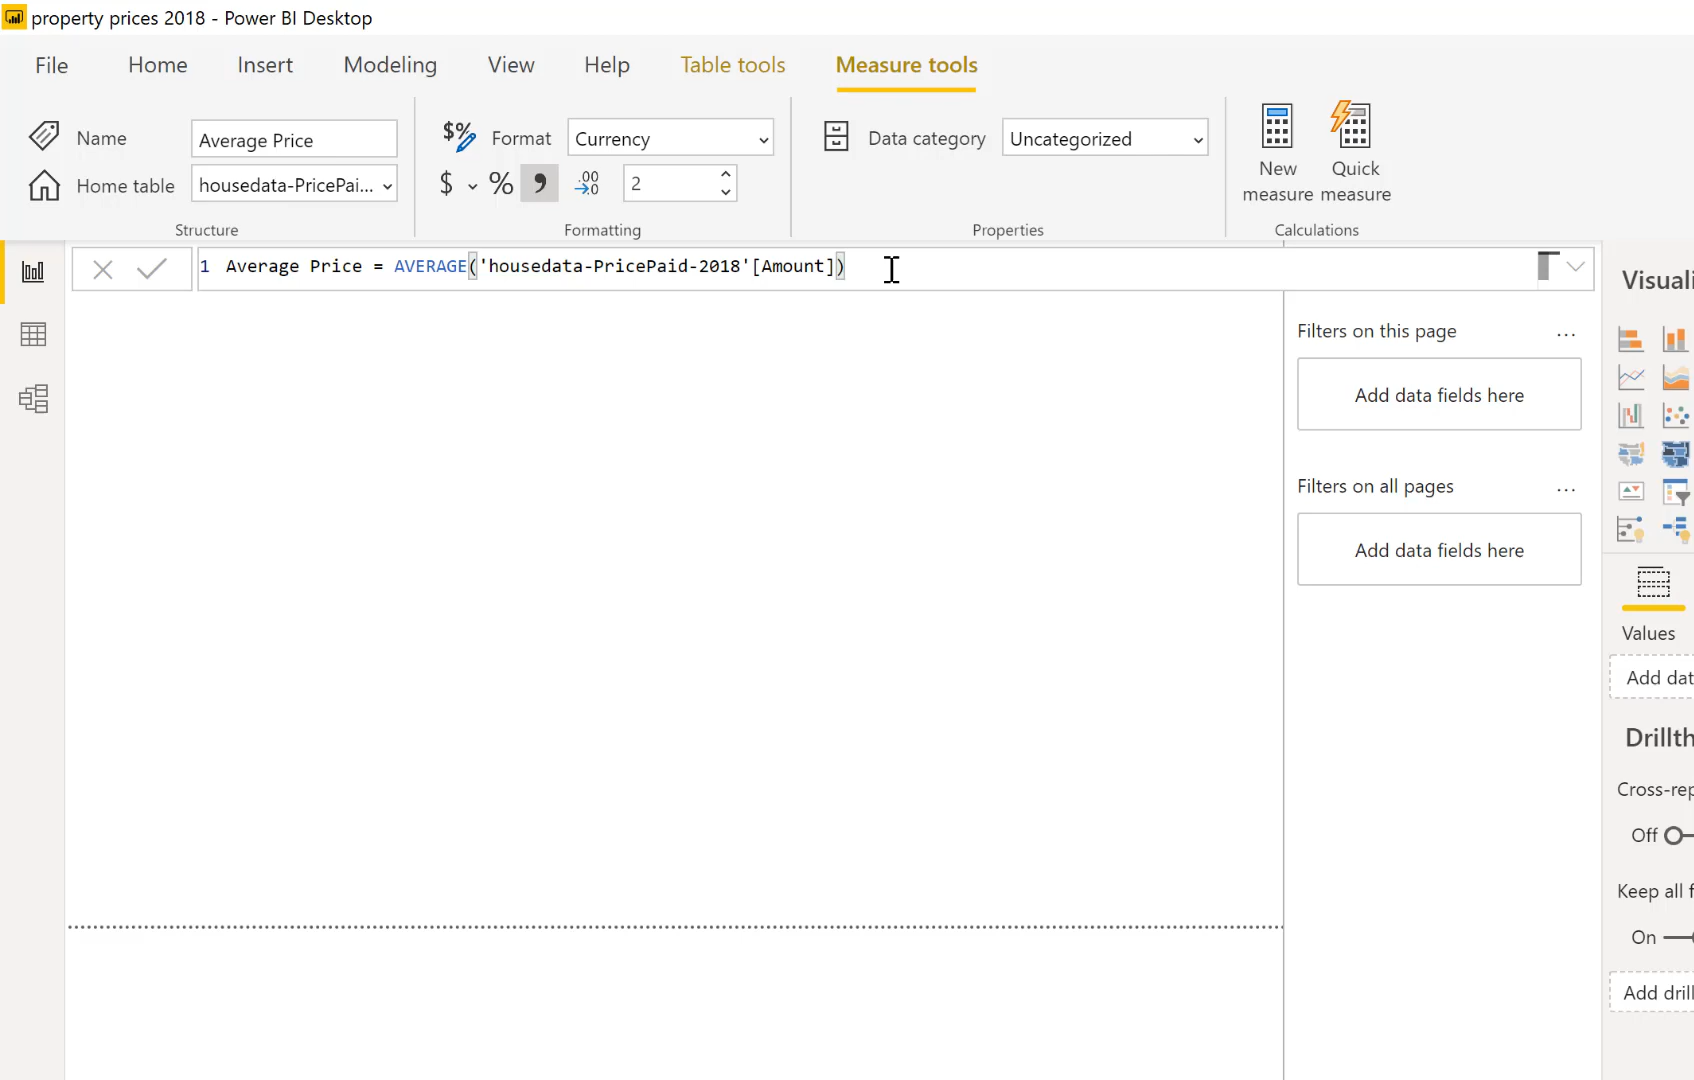 property prices 2018 - Power BI Desktop
File Home Insert Modeling View Help Table tools Measure tools
Name Average Price
Home table housedata-PricePai...
Structure
$% Format Currency
$ % , .00 →.0 2
Formatting
Data category Uncategorized
Properties
New measure
Quick measure
Calculations
1 Average Price = AVERAGE('housedata-PricePaid-2018'[Amount])
Filters on this page ...
Add data fields here
Filters on all pages ...
Add data fields here
Visuali
Values
Add dat
Drillth
Cross-rep
Off
Keep all f
On
Add drill